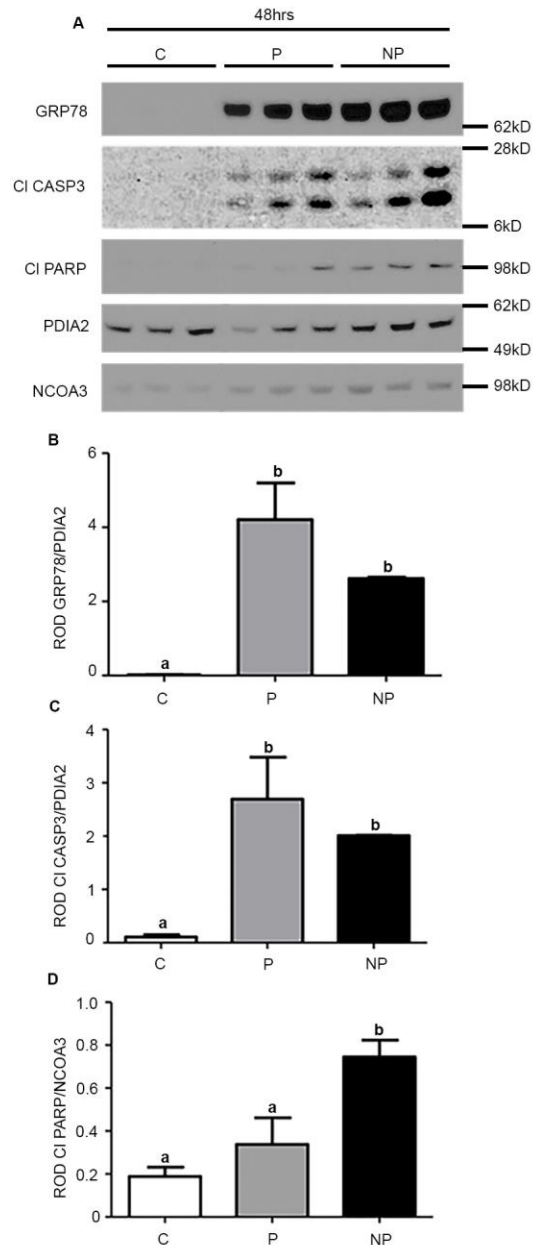 A
48hrs
C P NP
GRP78
62kD
28kD
Cl CASP3
6kD
Cl PARP
98kD
62kD
PDIA2
49kD
NCOA3
98kD
B
6
4
2
0
ROD GRP78/PDIA2
a
b
b
C P NP
C
4
3
2
1
0
ROD Cl CASP3/PDIA2
a
b
b
C P NP
D
1.0
0.8
0.6
0.4
0.2
0
ROD Cl PARP/NCOA3
a
a
b
C P NP